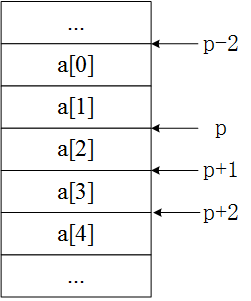 ...
p-2
a[0]
a[1]
p
a[2]
p+1
a[3]
p+2
a[4]
...